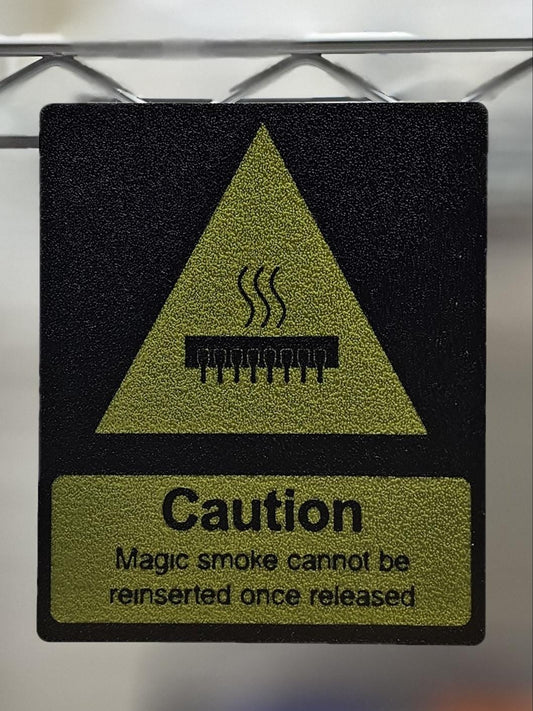 Caution
Magic smoke cannot be
reinserted once released